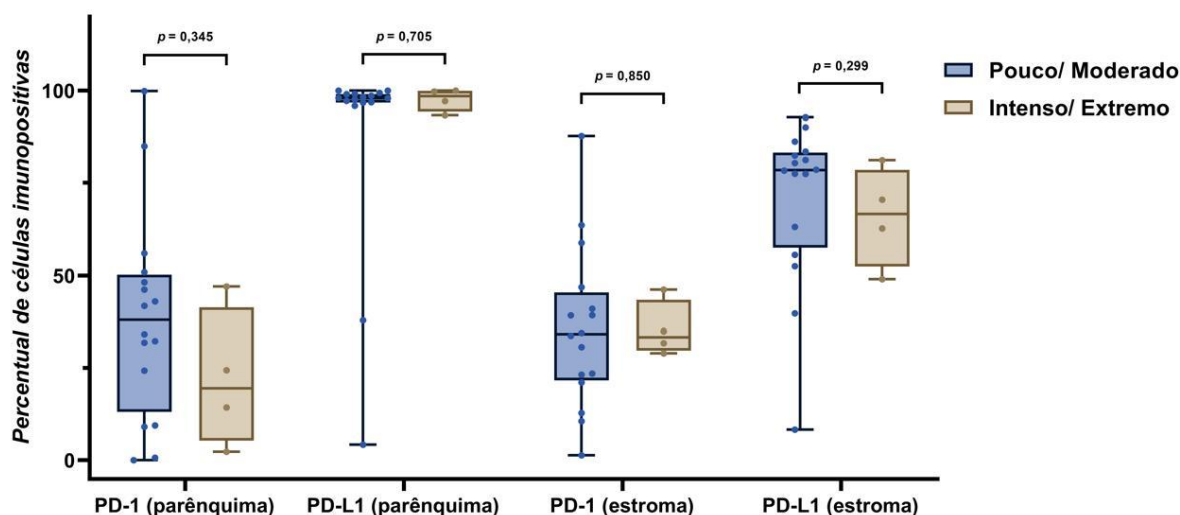 p = 0,345
p = 0,705
p = 0,850
p = 0,299
Pouco/ Moderado
Intenso/ Extremo
Percentual de células imunopositivas
100
50
0
PD-1 (parênquima)
PD-L1 (parênquima)
PD-1 (estroma)
PD-L1 (estroma)